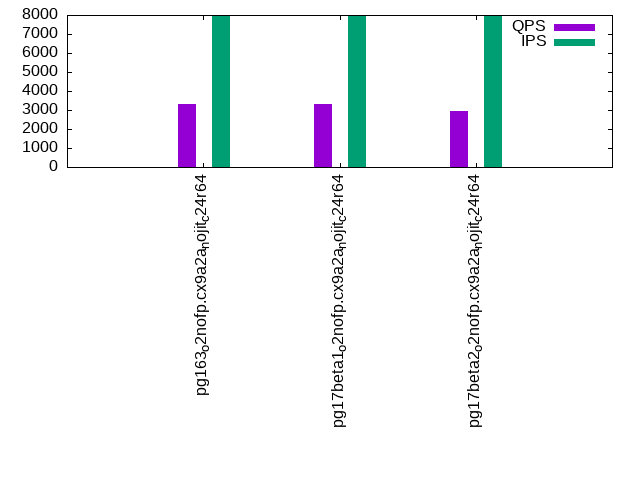 8000
7000
6000
5000
4000
3000
2000
1000
0
QPS
IPS
pg163o2nofp.cx9a2anojitc24r64
pg17beta1o2nofp.cx9a2anojitc24r64
pg17beta2o2nofp.cx9a2anojitc24r64